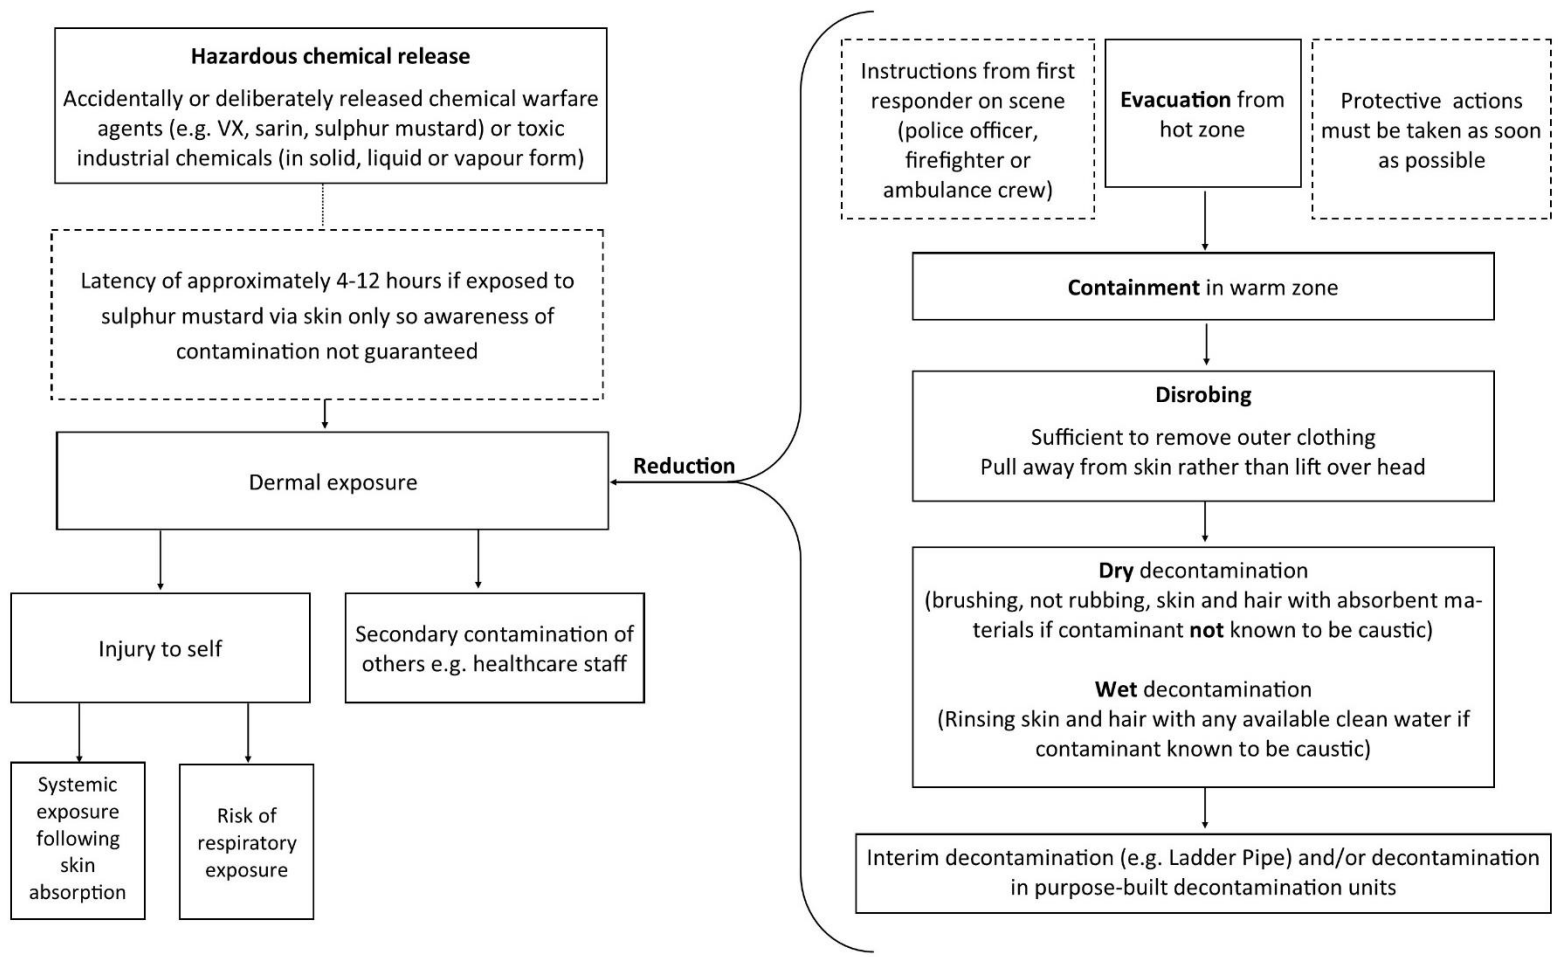 Hazardous chemical release
Accidentally or deliberately released chemical warfare
agents (e.g. VX, sarin, sulphur mustard) or toxic
industrial chemicals (in solid, liquid or vapour form)
Latency of approximately 4-12 hours if exposed to
sulphur mustard via skin only so awareness of
contamination not guaranteed
Dermal exposure
Injury to self
Secondary contamination of
others e.g. healthcare staff
Systemic
exposure
following
skin
absorption
Risk of
respiratory
exposure
Reduction
Instructions from first
responder on scene
(police officer,
firefighter or
ambulance crew)
Evacuation from
hot zone
Protective actions
must be taken as soon
as possible
Containment in warm zone
Disrobing
Sufficient to remove outer clothing
Pull away from skin rather than lift over head
Dry decontamination
(brushing, not rubbing, skin and hair with absorbent ma-
terials if contaminant not known to be caustic)
Wet decontamination
(Rinsing skin and hair with any available clean water if
contaminant known to be caustic)
Interim decontamination (e.g. Ladder Pipe) and/or decontamination
in purpose-built decontamination units